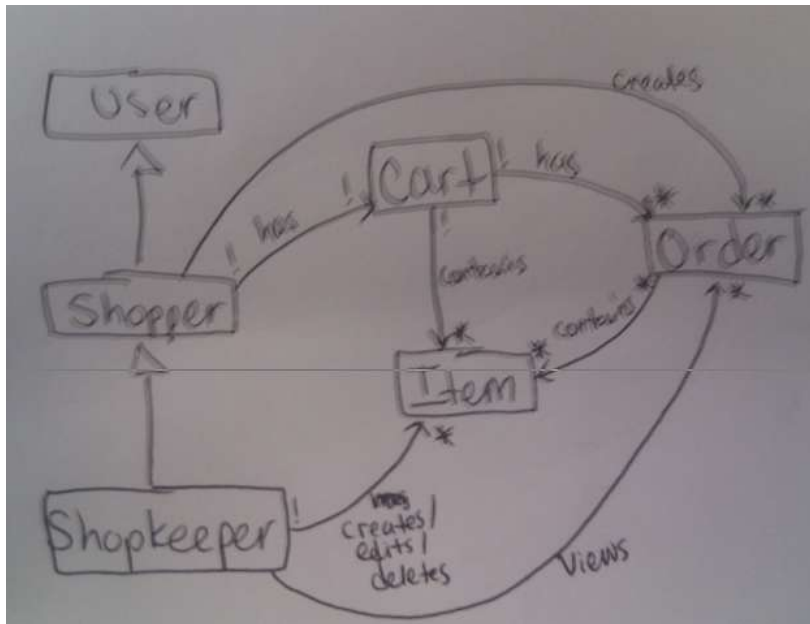 User
creates
Cart
! has
*
! has !
Order
*
*
!
contains
Shopper
*
contains
*
*
Item
*
Shopkeeper
!
creates/
edits/
deletes
views